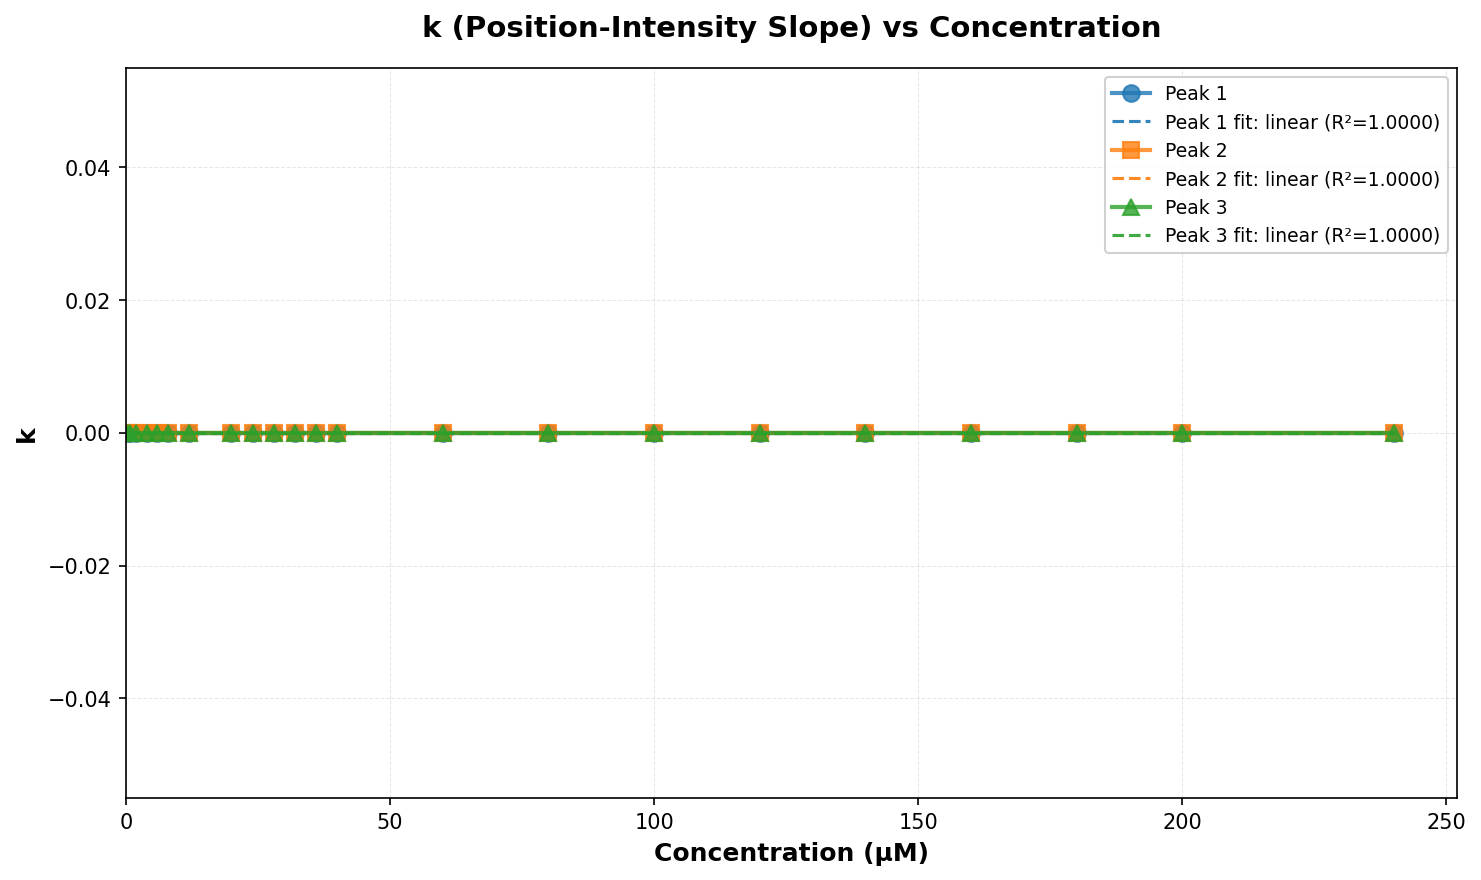 k (Position-Intensity Slope) vs Concentration
Peak 1
Peak 1 fit: linear (R²=1.0000)
Peak 2
Peak 2 fit: linear (R²=1.0000)
Peak 3
Peak 3 fit: linear (R²=1.0000)
0.04
0.02
0.00
−0.02
−0.04
k
0
50
100
150
200
250
Concentration (μM)